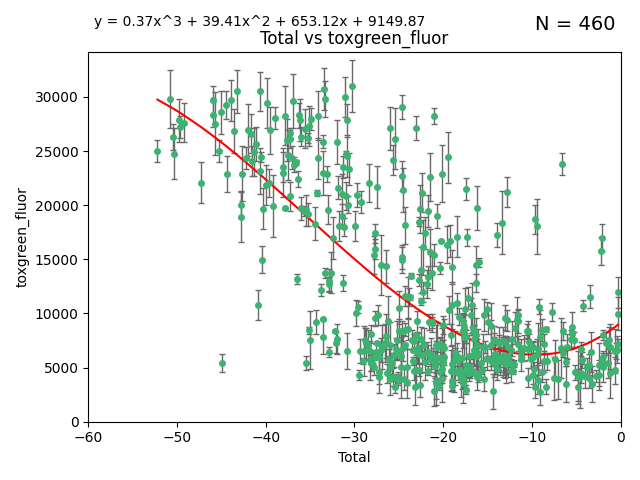 y = 0.37x^3 + 39.41x^2 + 653.12x + 9149.87
N = 460
Total vs toxgreen_fluor
toxgreen_fluor
30000
25000
20000
15000
10000
5000
0
−60
−50
−40
−30
−20
−10
0
Total